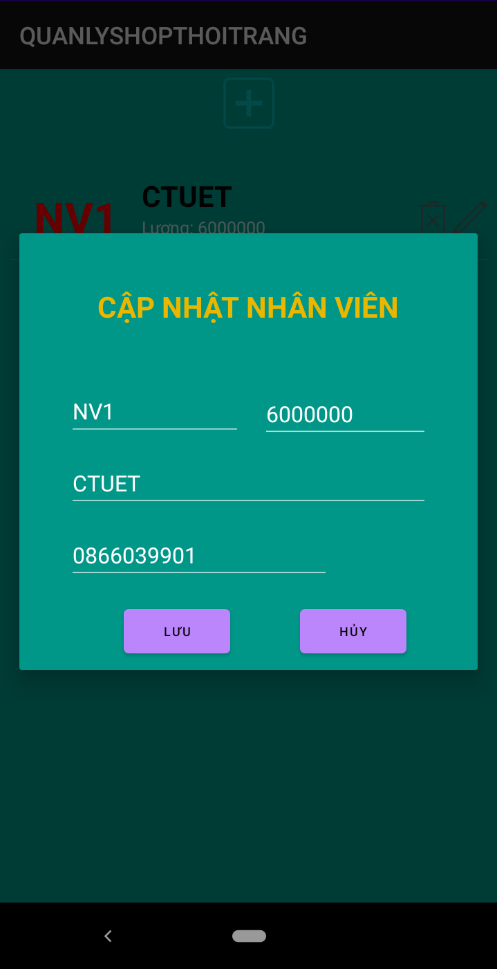 QUANLYSHOPTHOITRANG
NV1
CTUET
Lương: 6000000
CẬP NHẬT NHÂN VIÊN
NV1 6000000
CTUET
0866039901
LƯU HỦY